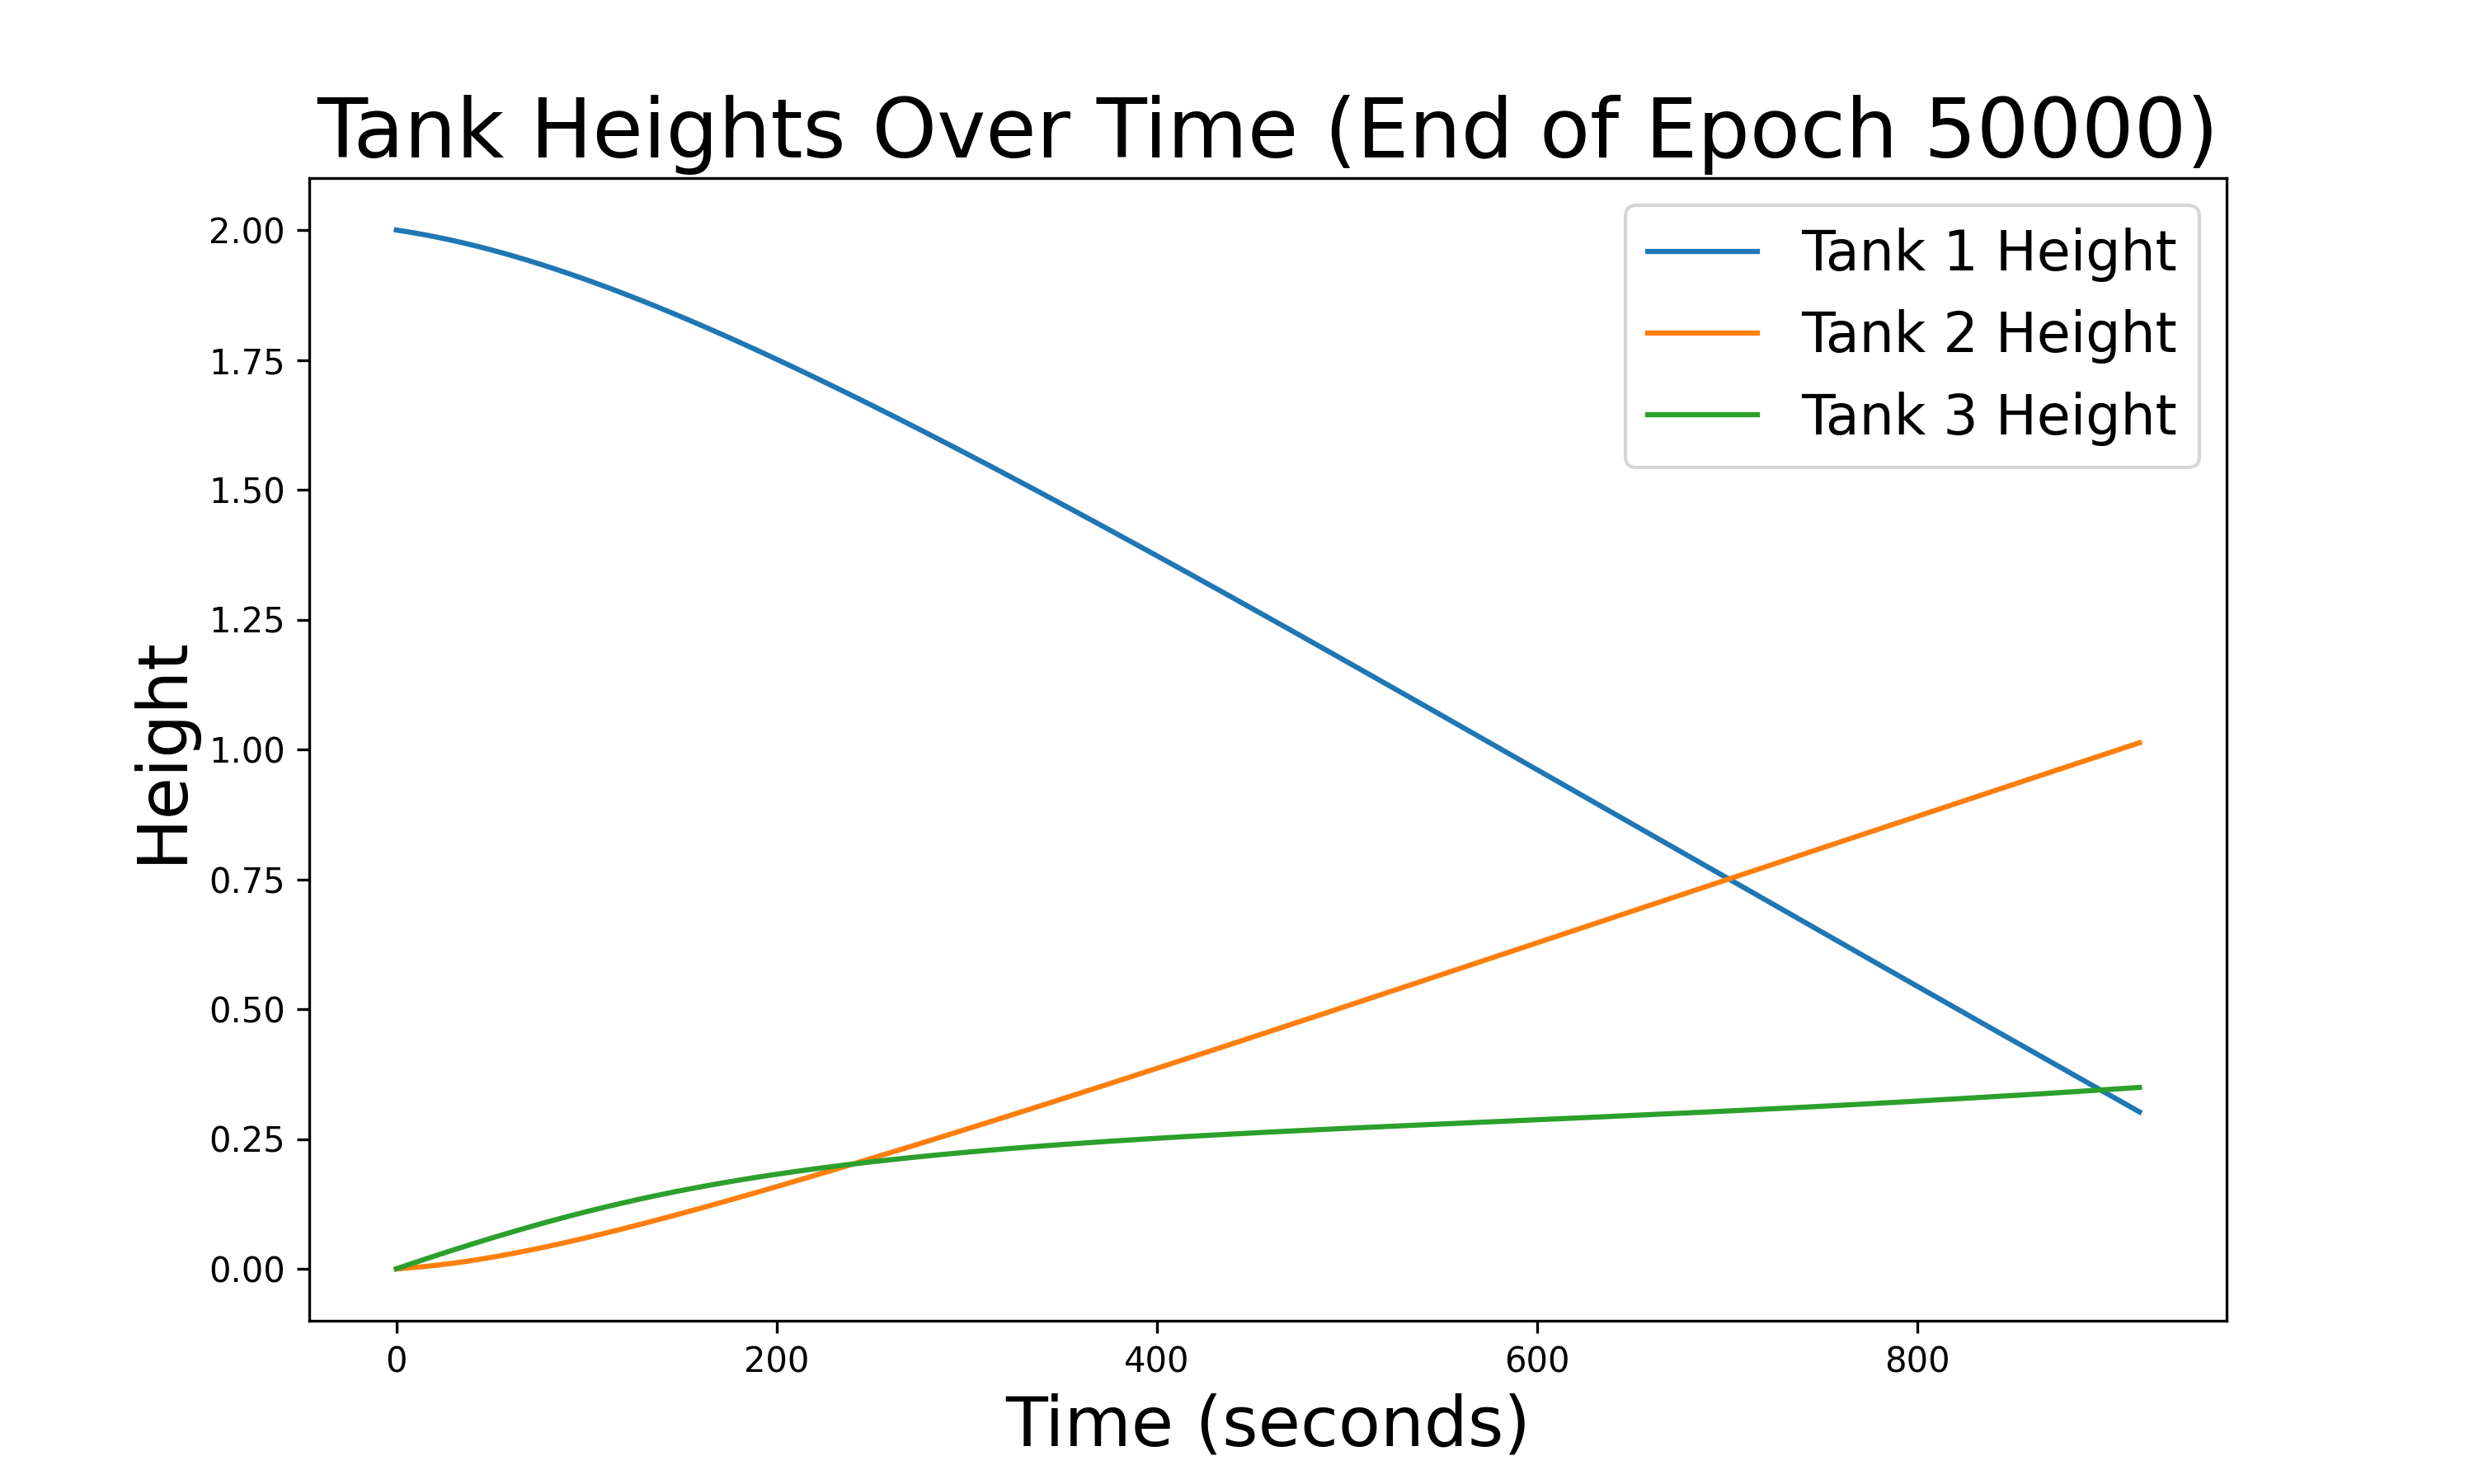 Tank Heights Over Time (End of Epoch 50000)
Tank 1 Height
Tank 2 Height
Tank 3 Height
Height
2.00
1.75
1.50
1.25
1.00
0.75
0.50
0.25
0.00
0 200 400 600 800
Time (seconds)